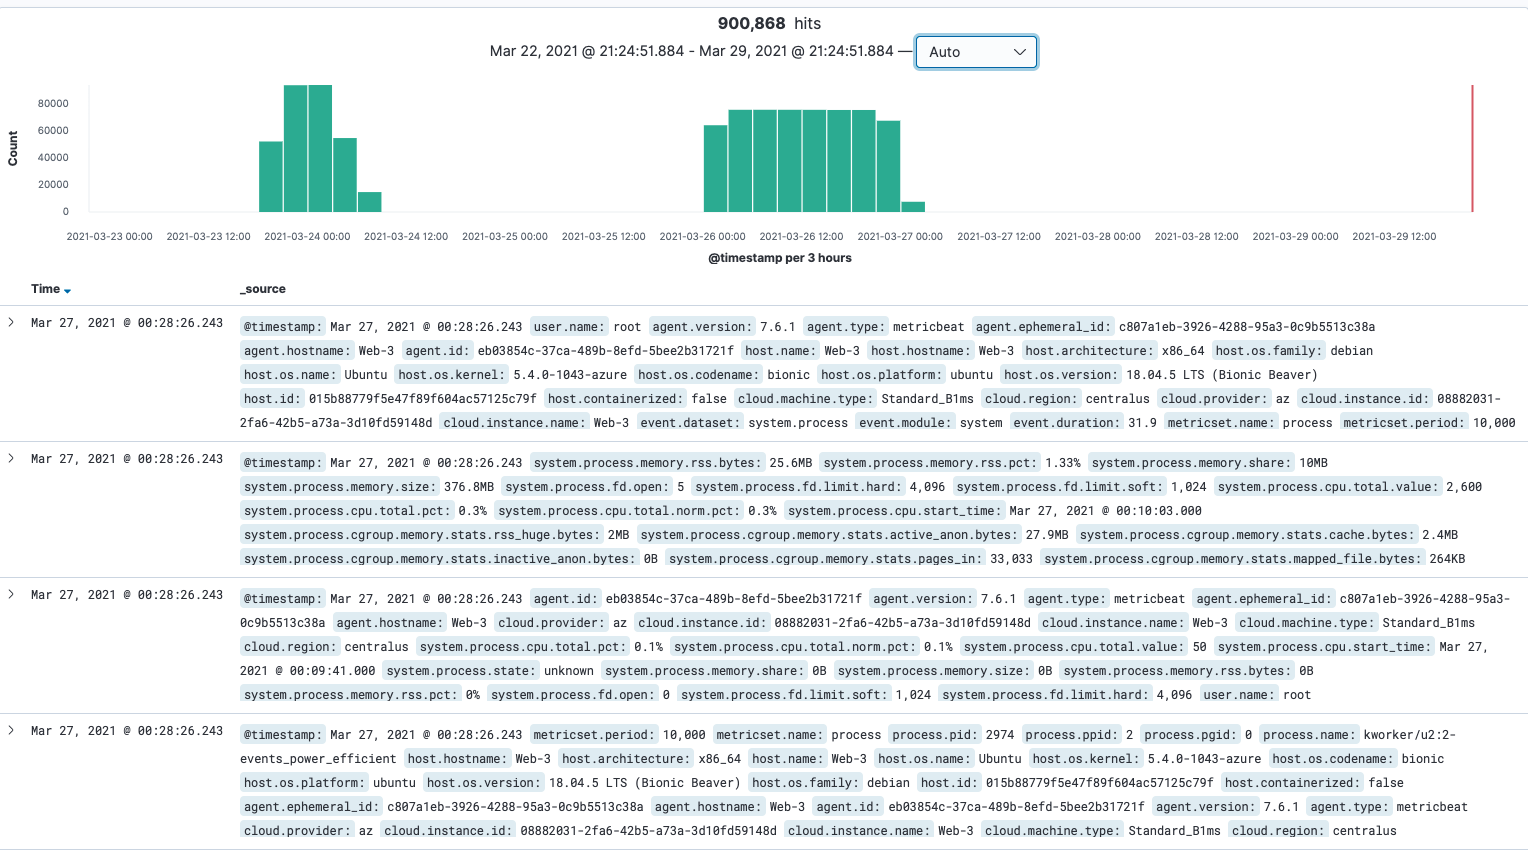 900,868 hits
Mar 22, 2021 @ 21:24:51.884 - Mar 29, 2021 @ 21:24:51.884 — Auto
Count
80000
60000
40000
20000
0
2021-03-23 00:00 2021-03-23 12:00 2021-03-24 00:00 2021-03-24 12:00 2021-03-25 00:00 2021-03-25 12:00 2021-03-26 00:00 2021-03-26 12:00 2021-03-27 00:00 2021-03-27 12:00 2021-03-28 00:00 2021-03-28 12:00 2021-03-29 00:00 2021-03-29 12:00
@timestamp per 3 hours
Time _source
Mar 27, 2021 @ 00:28:26.243 @timestamp: Mar 27, 2021 @ 00:28:26.243 user.name: root agent.version: 7.6.1 agent.type: metricbeat agent.ephemeral_id: c807a1eb-3926-4288-95a3-0c9b5513c38a
agent.hostname: Web-3 agent.id: eb03854c-37ca-489b-8efd-5bee2b31721f host.name: Web-3 host.hostname: Web-3 host.architecture: x86_64 host.os.family: debian
host.os.name: Ubuntu host.os.kernel: 5.4.0-1043-azure host.os.codename: bionic host.os.platform: ubuntu host.os.version: 18.04.5 LTS (Bionic Beaver)
host.id: 015b88779f5e47f89f604ac57125c79f host.containerized: false cloud.machine.type: Standard_B1ms cloud.region: centralus cloud.provider: az cloud.instance.id: 08882031-
2fa6-42b5-a73a-3d10fd59148d cloud.instance.name: Web-3 event.dataset: system.process event.module: system event.duration: 31.9 metricset.name: process metricset.period: 10,000
Mar 27, 2021 @ 00:28:26.243 @timestamp: Mar 27, 2021 @ 00:28:26.243 system.process.memory.rss.bytes: 25.6MB system.process.memory.rss.pct: 1.33% system.process.memory.share: 10MB
system.process.memory.size: 376.8MB system.process.fd.open: 5 system.process.fd.limit.hard: 4,096 system.process.fd.limit.soft: 1,024 system.process.cpu.total.value: 2,600
system.process.cpu.total.pct: 0.3% system.process.cpu.total.norm.pct: 0.3% system.process.cpu.start_time: Mar 27, 2021 @ 00:10:03.000
system.process.cgroup.memory.stats.rss_huge.bytes: 2MB system.process.cgroup.memory.stats.active_anon.bytes: 27.9MB system.process.cgroup.memory.stats.cache.bytes: 2.4MB
system.process.cgroup.memory.stats.inactive_anon.bytes: 0B system.process.cgroup.memory.stats.pages_in: 33,033 system.process.cgroup.memory.stats.mapped_file.bytes: 264KB
Mar 27, 2021 @ 00:28:26.243 @timestamp: Mar 27, 2021 @ 00:28:26.243 agent.id: eb03854c-37ca-489b-8efd-5bee2b31721f agent.version: 7.6.1 agent.type: metricbeat agent.ephemeral_id: c807a1eb-3926-4288-95a3-
0c9b5513c38a agent.hostname: Web-3 cloud.provider: az cloud.instance.id: 08882031-2fa6-42b5-a73a-3d10fd59148d cloud.instance.name: Web-3 cloud.machine.type: Standard_B1ms
cloud.region: centralus system.process.cpu.total.pct: 0.1% system.process.cpu.total.norm.pct: 0.1% system.process.cpu.total.value: 50 system.process.cpu.start_time: Mar 27,
2021 @ 00:09:41.000 system.process.state: unknown system.process.memory.share: 0B system.process.memory.size: 0B system.process.memory.rss.bytes: 0B
system.process.memory.rss.pct: 0% system.process.fd.open: 0 system.process.fd.limit.soft: 1,024 system.process.fd.limit.hard: 4,096 user.name: root
Mar 27, 2021 @ 00:28:26.243 @timestamp: Mar 27, 2021 @ 00:28:26.243 metricset.period: 10,000 metricset.name: process process.pid: 2974 process.ppid: 2 process.pgid: 0 process.name: kworker/u2:2-
events_power_efficient host.hostname: Web-3 host.architecture: x86_64 host.name: Web-3 host.os.name: Ubuntu host.os.kernel: 5.4.0-1043-azure host.os.codename: bionic
host.os.platform: ubuntu host.os.version: 18.04.5 LTS (Bionic Beaver) host.os.family: debian host.id: 015b88779f5e47f89f604ac57125c79f host.containerized: false
agent.ephemeral_id: c807a1eb-3926-4288-95a3-0c9b5513c38a agent.hostname: Web-3 agent.id: eb03854c-37ca-489b-8efd-5bee2b31721f agent.version: 7.6.1 agent.type: metricbeat
cloud.provider: az cloud.instance.id: 08882031-2fa6-42b5-a73a-3d10fd59148d cloud.instance.name: Web-3 cloud.machine.type: Standard_B1ms cloud.region: centralus